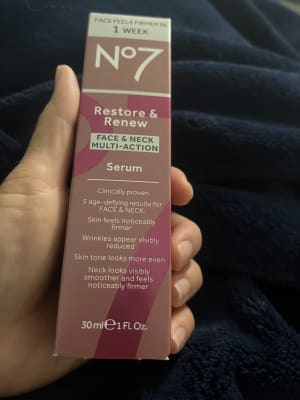 FACE FEELS FIRMER IN
1 WEEK
No7
Restore &
Renew
FACE & NECK
MULTI-ACTION
Serum
Clinically proven
5 age-defying results for
FACE & NECK:
Skin feels noticeably
firmer
Wrinkles appear visibly
reduced
Skin tone looks more even
Neck looks visibly
smoother and feels
noticeably firmer
30ml℮1 Fl. Oz.